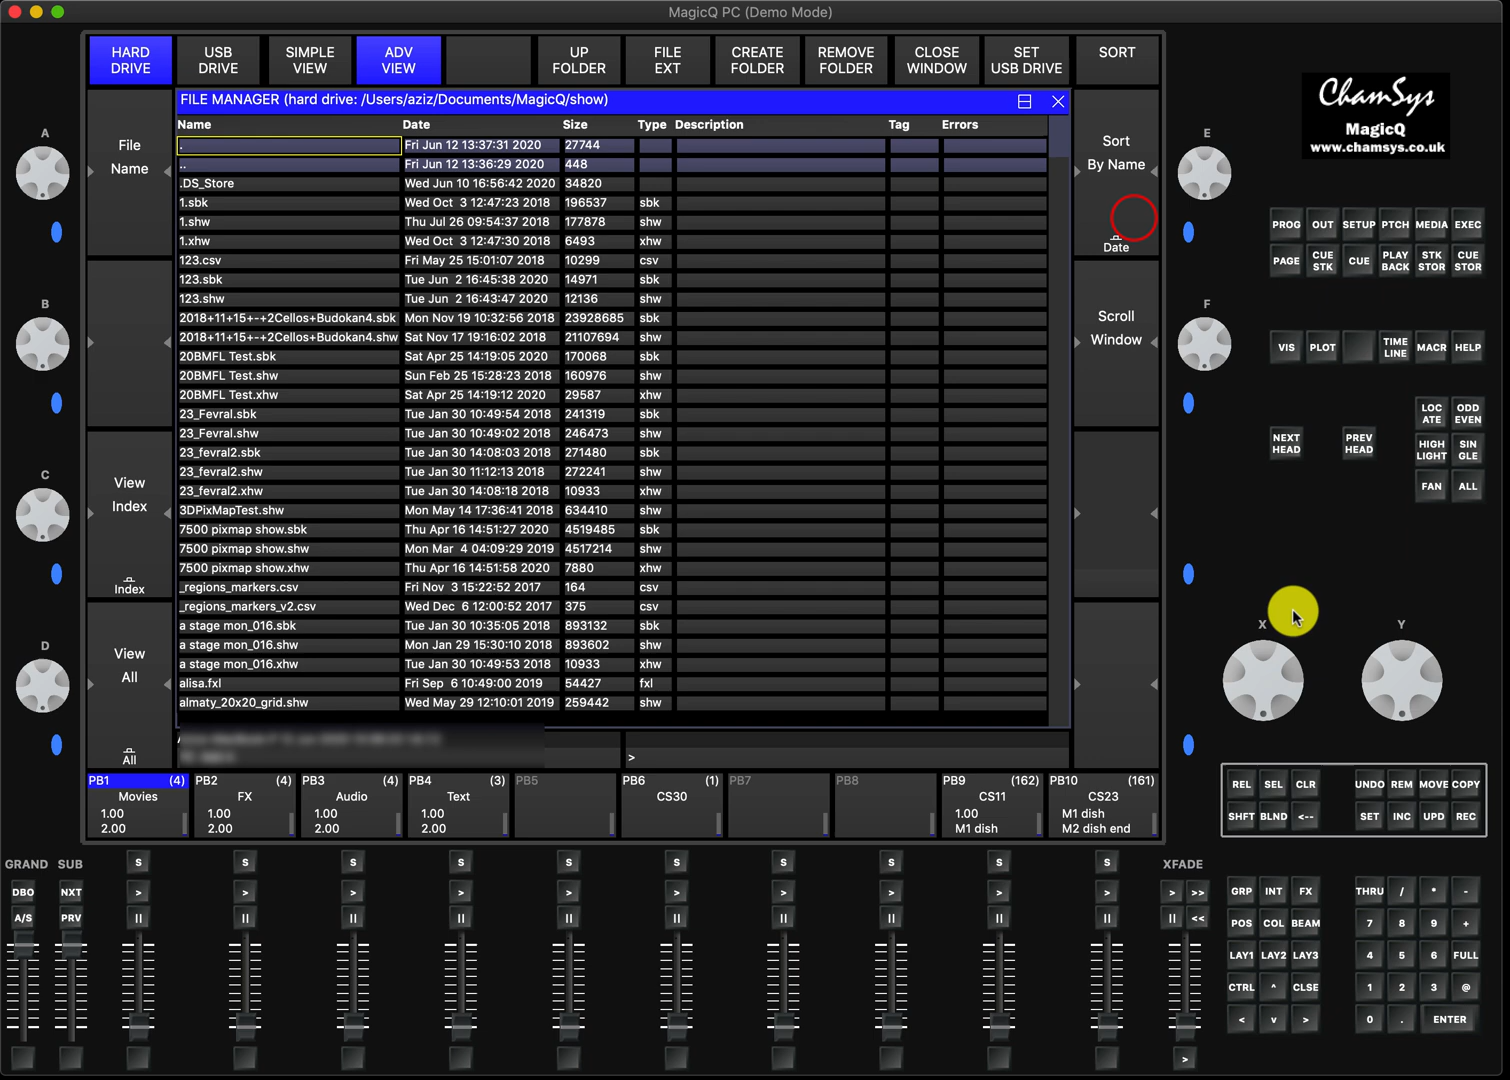 MagicQ PC (Demo Mode)
HARD DRIVE
USB DRIVE
SIMPLE VIEW
ADV VIEW
UP FOLDER
FILE EXT
CREATE FOLDER
REMOVE FOLDER
CLOSE WINDOW
SET USB DRIVE
SORT
FILE MANAGER (hard drive: /Users/aziz/Documents/MagicQ/show)
Name Date Size Type Description Tag Errors
. Fri Jun 12 13:37:31 2020 27744
.. Fri Jun 12 13:36:29 2020 448
.DS_Store Wed Jun 10 16:56:42 2020 34820
1.sbk Wed Oct 3 12:47:23 2018 196537 sbk
1.shw Thu Jul 26 09:54:37 2018 177878 shw
1.xhw Wed Oct 3 12:47:30 2018 6493 xhw
123.csv Fri May 25 15:01:07 2018 10299 csv
123.sbk Tue Jun 2 16:45:38 2020 14971 sbk
123.shw Tue Jun 2 16:43:47 2020 12136 shw
2018+11+15+-+2Cellos+Budokan4.sbk Mon Nov 19 10:32:56 2018 23928685 sbk
2018+11+15+-+2Cellos+Budokan4.shw Sat Nov 17 19:16:02 2018 21107694 shw
20BMFL Test.sbk Sat Apr 25 14:19:05 2020 170068 sbk
20BMFL Test.shw Sun Feb 25 15:28:23 2018 160976 shw
20BMFL Test.xhw Sat Apr 25 14:19:12 2020 29587 xhw
23_Fevral.sbk Tue Jan 30 10:49:54 2018 241319 sbk
23_Fevral.shw Tue Jan 30 10:49:02 2018 246473 shw
23_fevral2.sbk Tue Jan 30 14:08:03 2018 271480 sbk
23_fevral2.shw Tue Jan 30 11:12:13 2018 272241 shw
23_fevral2.xhw Tue Jan 30 14:08:18 2018 10933 xhw
3DPixMapTest.shw Mon May 14 17:36:41 2018 634410 shw
7500 pixmap show.sbk Thu Apr 16 14:51:27 2020 4519485 sbk
7500 pixmap show.shw Mon Mar 4 04:09:29 2019 4517214 shw
7500 pixmap show.xhw Thu Apr 16 14:51:58 2020 7880 xhw
_regions_markers.csv Fri Nov 3 15:22:52 2017 164 csv
_regions_markers_v2.csv Wed Dec 6 12:00:52 2017 375 csv
a stage mon_016.sbk Tue Jan 30 10:35:05 2018 893132 sbk
a stage mon_016.shw Mon Jan 29 15:30:10 2018 893602 shw
a stage mon_016.xhw Tue Jan 30 10:49:53 2018 10933 xhw
alisa.fxl Fri Sep 6 10:49:00 2019 54427 fxl
almaty_20x20_grid.shw Wed May 29 12:10:01 2019 259442 shw
>
A
File Name
B
C
View Index
Index
D
View All
All
Sort By Name
Date
Scroll Window
E
F
ChamSys
MagicQ
www.chamsys.co.uk
PROG OUT SETUP PTCH MEDIA EXEC
PAGE CUE STK CUE PLAY BACK STK STOR CUE STOR
VIS PLOT TIME LINE MACR HELP
LOC ATE ODD EVEN
NEXT HEAD PREV HEAD HIGH LIGHT SIN GLE
FAN ALL
X Y
REL SEL CLR UNDO REM MOVE COPY
SHFT BLND <-- SET INC UPD REC
PB1 (4) Movies 1.00 2.00
PB2 (4) FX 1.00 2.00
PB3 (4) Audio 1.00 2.00
PB4 (3) Text 1.00 2.00
PB5
PB6 (1) CS30
PB7
PB8
PB9 (162) CS11 1.00 M1 dish
PB10 (161) CS23 M1 dish M2 dish end
GRAND SUB
S S S S S S S S S S
XFADE
DBO NXT > > > > > > > > > > > >>
A/S PRV II II II II II II II II II II II <<
>
GRP INT FX THRU / * -
POS COL BEAM 7 8 9 +
LAY1 LAY2 LAY3 4 5 6 FULL
CTRL ^ CLSE 1 2 3 @
< v > 0 . ENTER